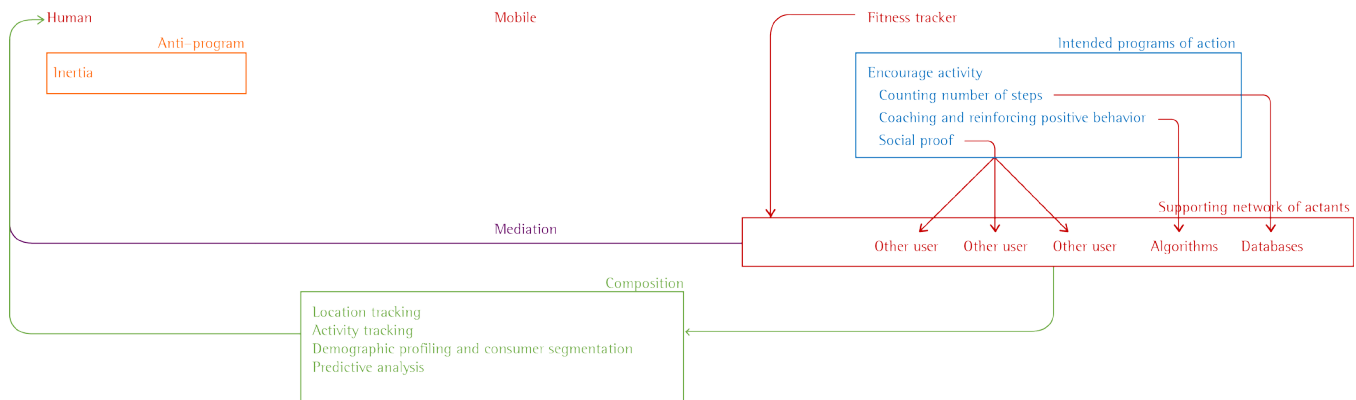 Human
Mobile
Fitness tracker
Anti-program
Inertia
Intended programs of action
Encourage activity
Counting number of steps
Coaching and reinforcing positive behavior
Social proof
Supporting network of actants
Mediation
Other user
Other user
Other user
Algorithms
Databases
Composition
Location tracking
Activity tracking
Demographic profiling and consumer segmentation
Predictive analysis